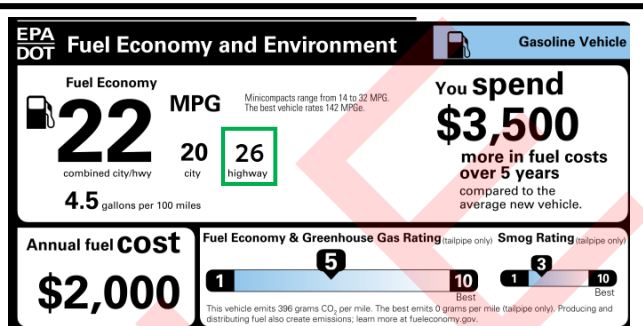 EPA
DOT
Fuel Economy and Environment
Gasoline Vehicle
Fuel Economy
22 MPG
combined city/hwy
20
city
26
highway
Minicompacts range from 14 to 32 MPG.
The best vehicle rates 142 MPGe.
4.5 gallons per 100 miles
You spend
$3,500
more in fuel costs
over 5 years
compared to the
average new vehicle.
Annual fuel cost
$2,000
Fuel Economy & Greenhouse Gas Rating (tailpipe only)
5
1 10
Best
Smog Rating (tailpipe only)
3
1 10
Best
This vehicle emits 396 grams CO₂ per mile. The best emits 0 grams per mile (tailpipe only). Producing and
distributing fuel also create emissions; learn more at fueleconomy.gov.